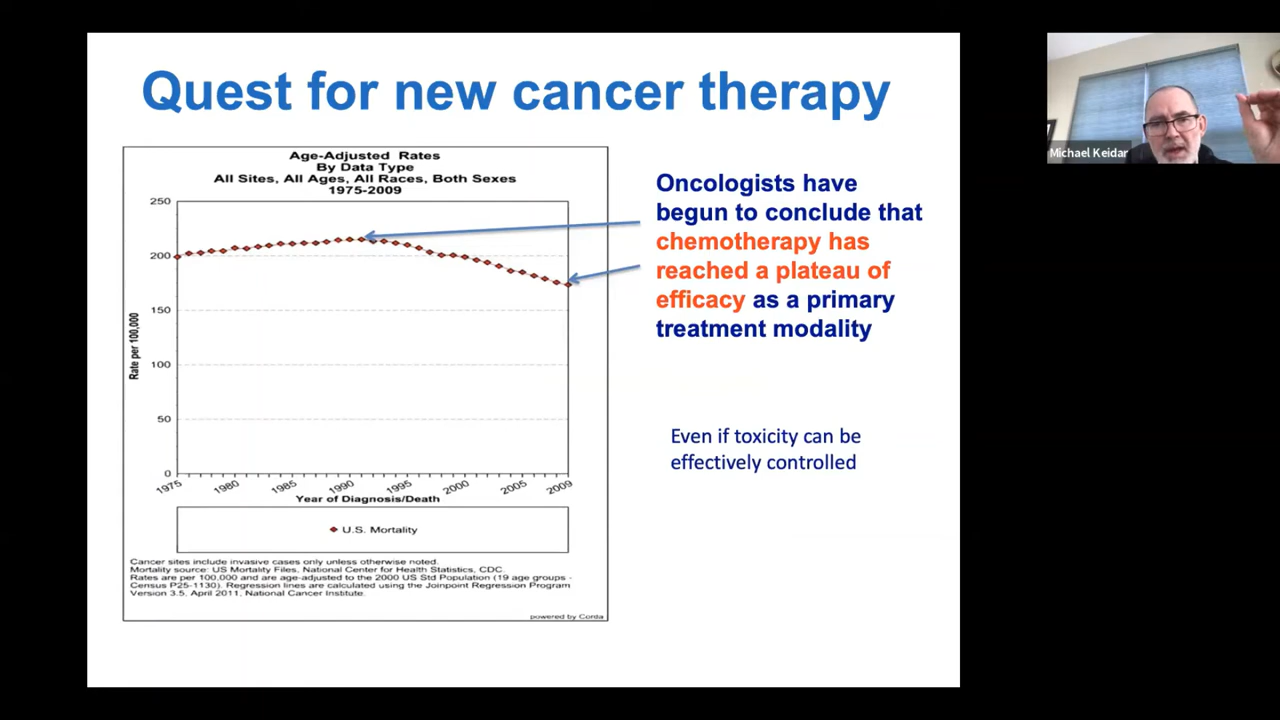 Quest for new cancer therapy
Michael Keidar
Age-Adjusted Rates
By Data Type
All Sites, All Ages, All Races, Both Sexes
1975-2009
250
200
150
100
50
0
Rate per 100,000
1975
1980
1985
1990
1995
2000
2005
2009
Year of Diagnosis/Death
U.S. Mortality
Cancer sites include invasive cases only unless otherwise noted.
Mortality source: US Mortality Files, National Center for Health Statistics, CDC.
Rates are per 100,000 and are age-adjusted to the 2000 US Std Population (19 age groups -
Census P25-1130). Regression lines are calculated using the Joinpoint Regression Program
Version 3.5, April 2011, National Cancer Institute.
powered by Corda
Oncologists have
begun to conclude that
chemotherapy has
reached a plateau of
efficacy as a primary
treatment modality
Even if toxicity can be
effectively controlled